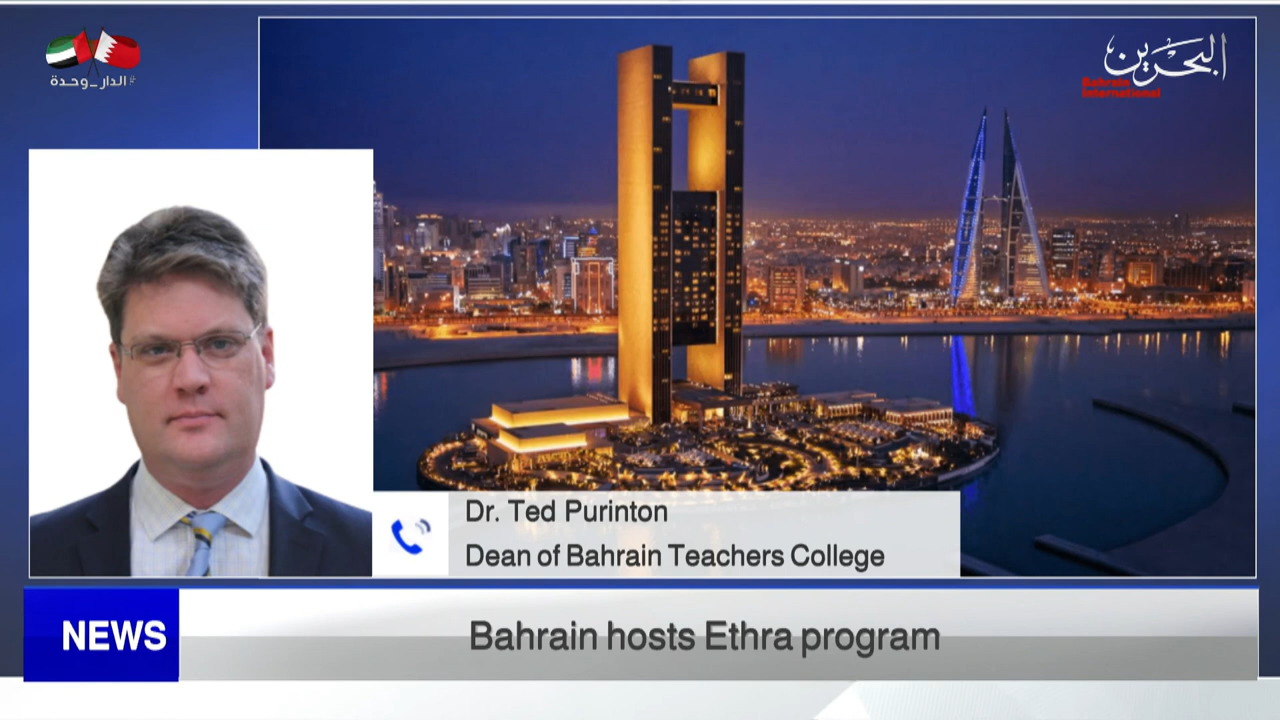 #الدار_وحدة
البحرين
Bahrain
International
Dr. Ted Purinton
Dean of Bahrain Teachers College
NEWS
Bahrain hosts Ethra program